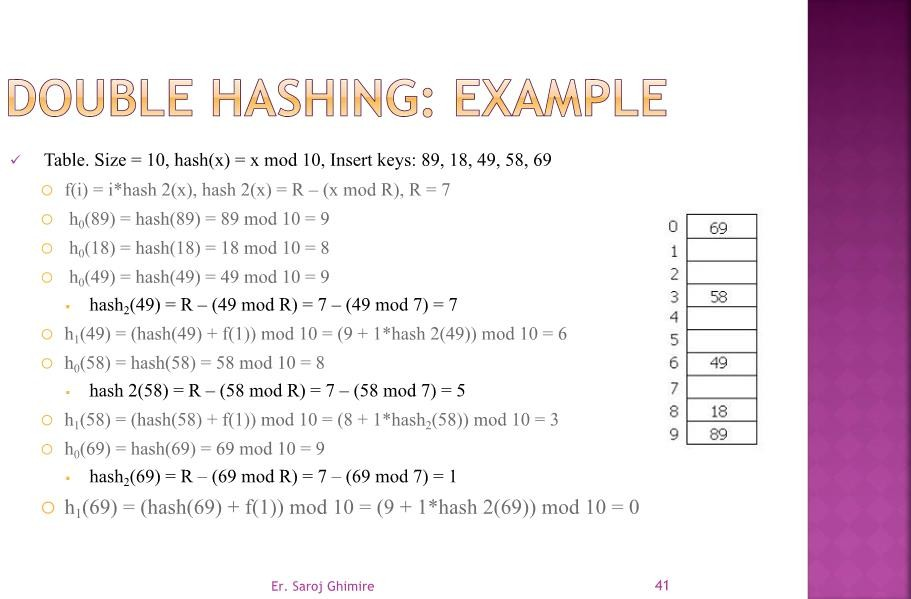 DOUBLE HASHING: EXAMPLE
✓ Table. Size = 10, hash(x) = x mod 10, Insert keys: 89, 18, 49, 58, 69
f(i) = i*hash 2(x), hash 2(x) = R – (x mod R), R = 7
h₀(89) = hash(89) = 89 mod 10 = 9
h₀(18) = hash(18) = 18 mod 10 = 8
h₀(49) = hash(49) = 49 mod 10 = 9
hash₂(49) = R – (49 mod R) = 7 – (49 mod 7) = 7
h₁(49) = (hash(49) + f(1)) mod 10 = (9 + 1*hash 2(49)) mod 10 = 6
h₀(58) = hash(58) = 58 mod 10 = 8
hash 2(58) = R – (58 mod R) = 7 – (58 mod 7) = 5
h₁(58) = (hash(58) + f(1)) mod 10 = (8 + 1*hash₂(58)) mod 10 = 3
h₀(69) = hash(69) = 69 mod 10 = 9
hash₂(69) = R – (69 mod R) = 7 – (69 mod 7) = 1
h₁(69) = (hash(69) + f(1)) mod 10 = (9 + 1*hash 2(69)) mod 10 = 0
0 69
1
2
3 58
4
5
6 49
7
8 18
9 89
Er. Saroj Ghimire 41